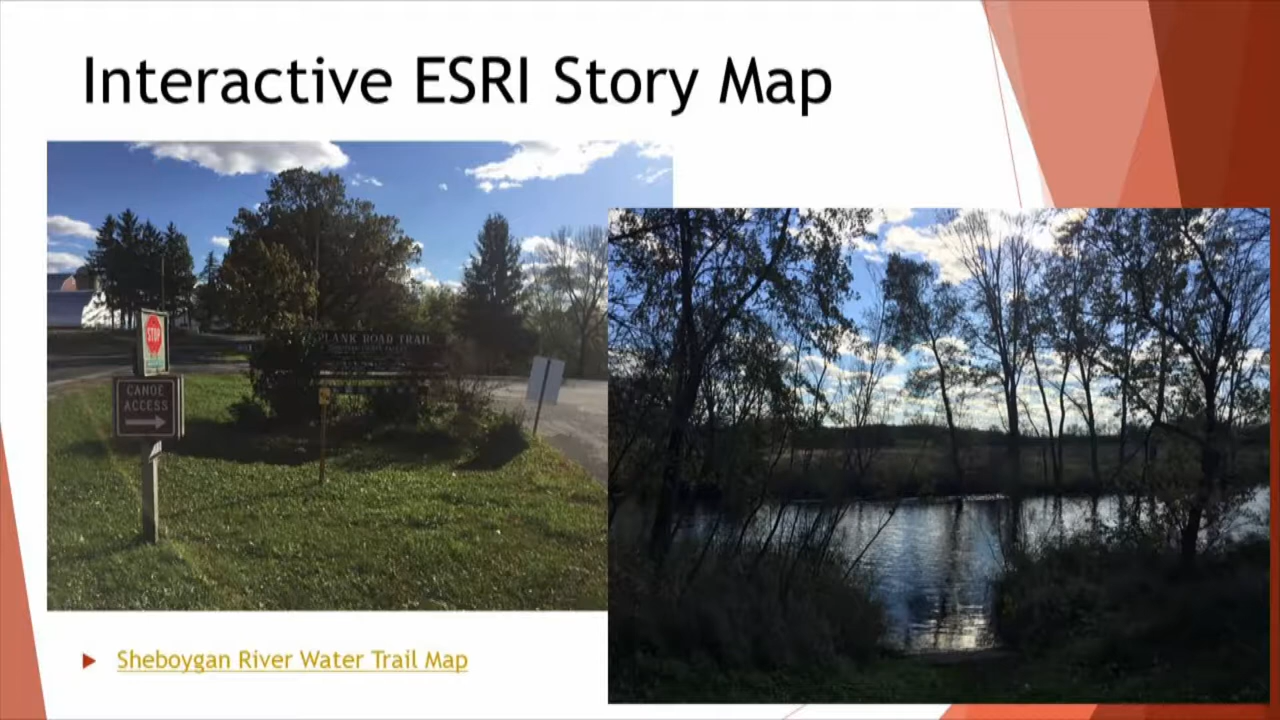 Interactive ESRI Story Map
PLANK ROAD TRAIL
STOP
CANOE
ACCESS
Sheboygan River Water Trail Map